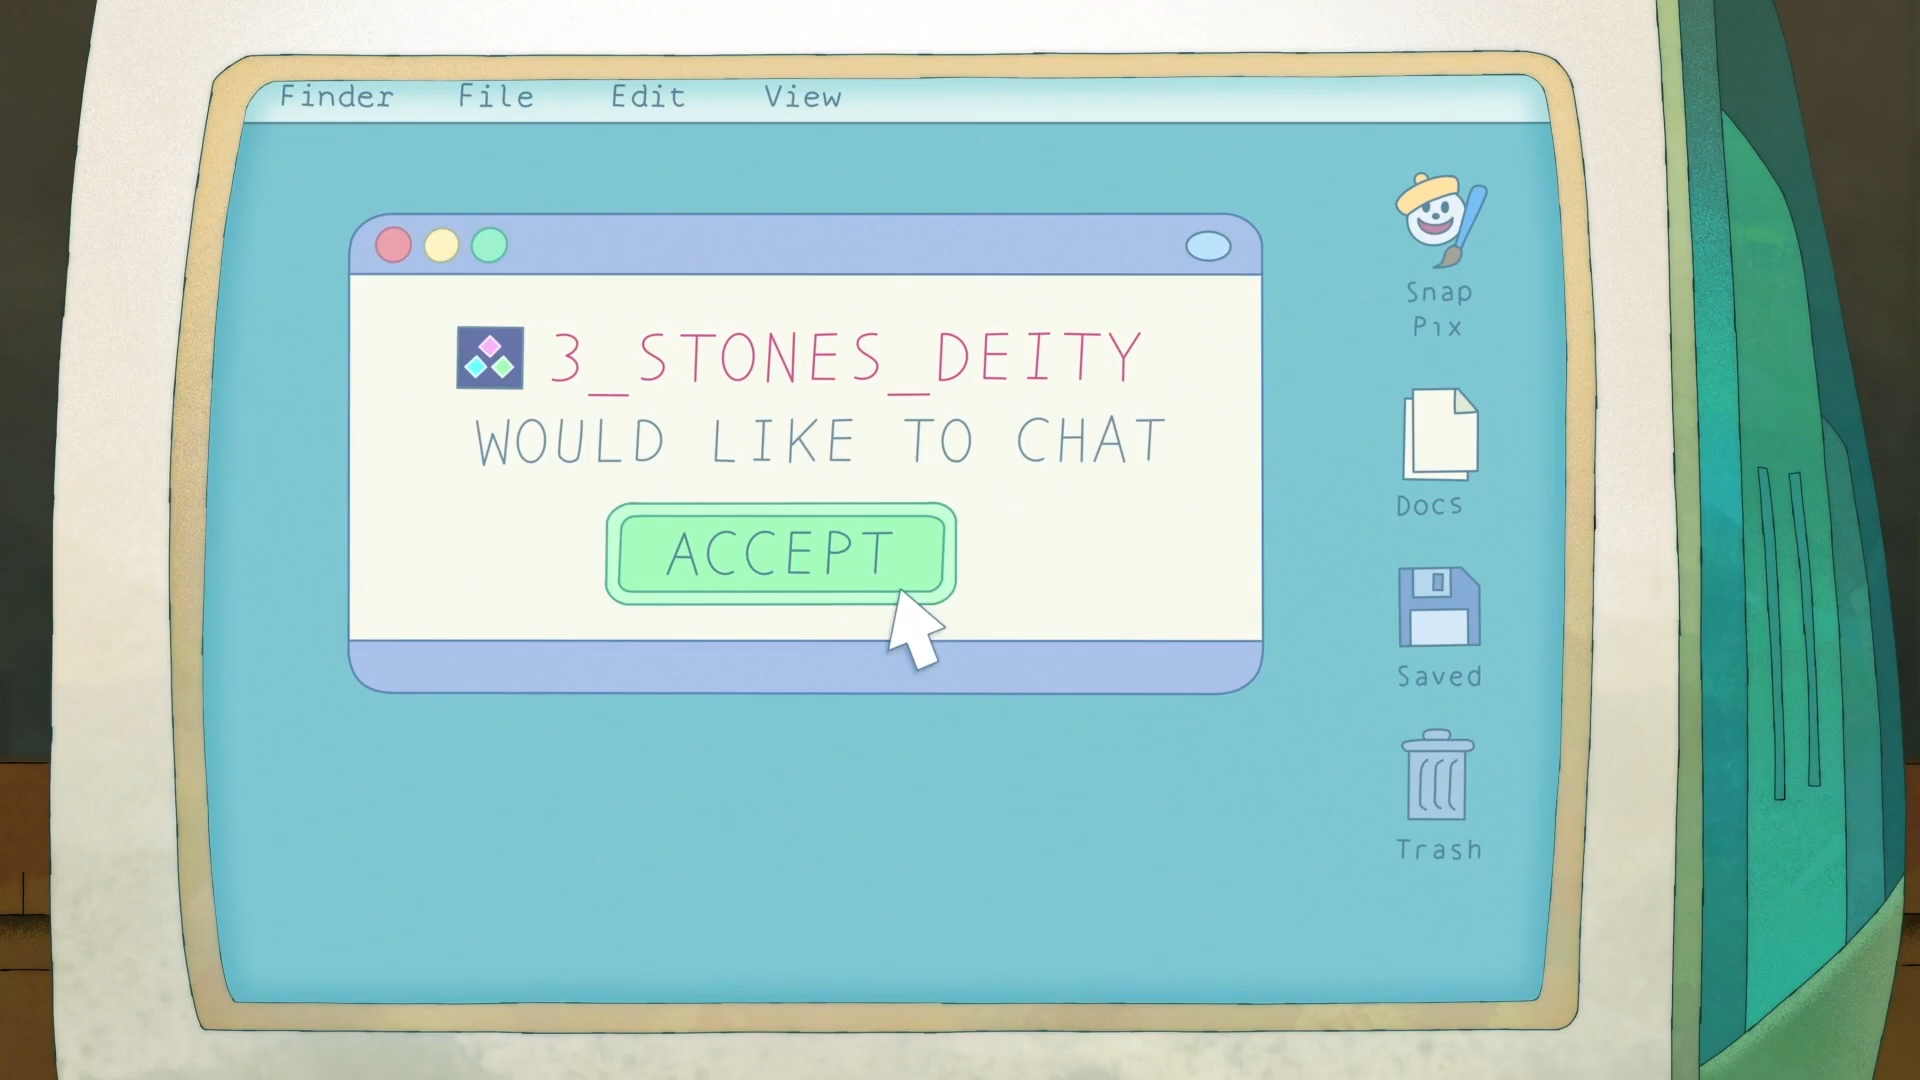 Finder File Edit View
3_STONES_DEITY
WOULD LIKE TO CHAT
ACCEPT
Snap
Pix
Docs
Saved
Trash